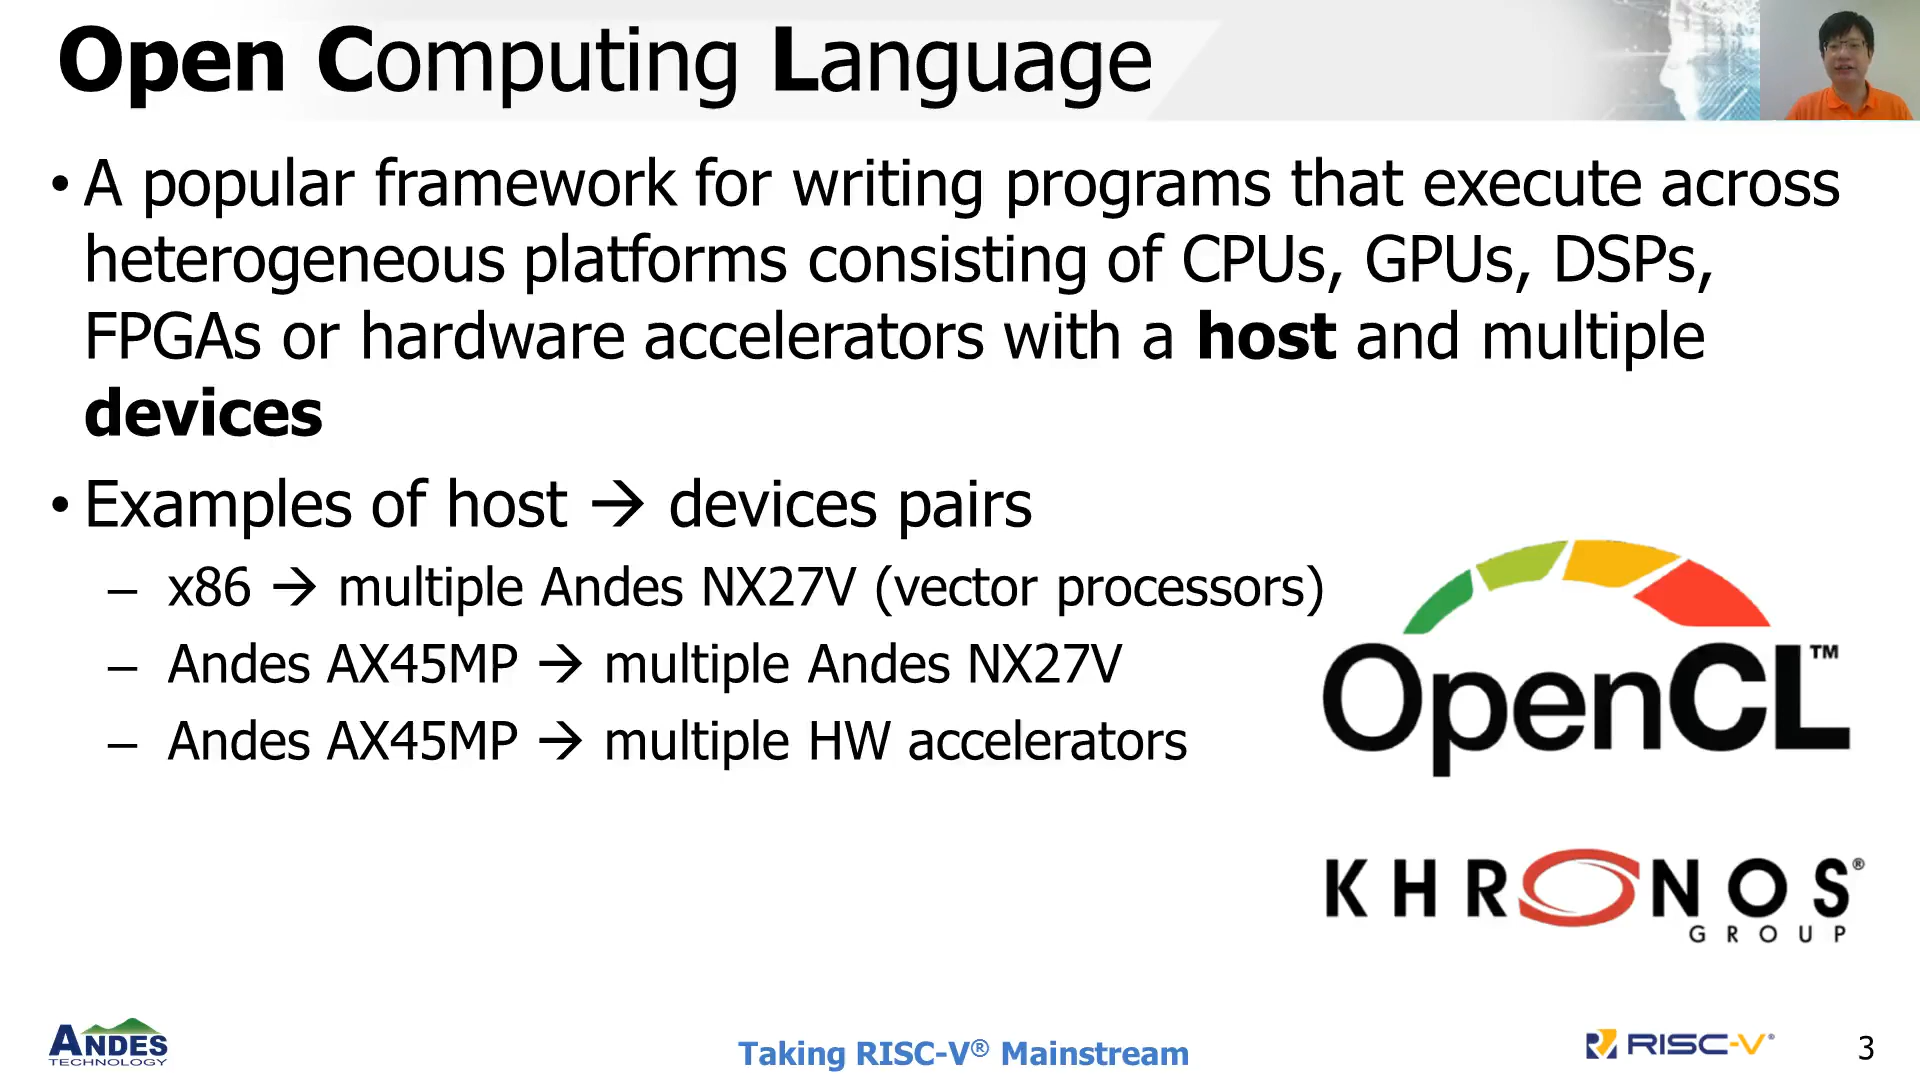 Open Computing Language
• A popular framework for writing programs that execute across
heterogeneous platforms consisting of CPUs, GPUs, DSPs,
FPGAs or hardware accelerators with a host and multiple
devices
• Examples of host → devices pairs
– x86 → multiple Andes NX27V (vector processors)
– Andes AX45MP → multiple Andes NX27V
– Andes AX45MP → multiple HW accelerators
OpenCL™
KHRONOS®
GROUP
ANDES
TECHNOLOGY
Taking RISC-V® Mainstream
RISC-V®
3